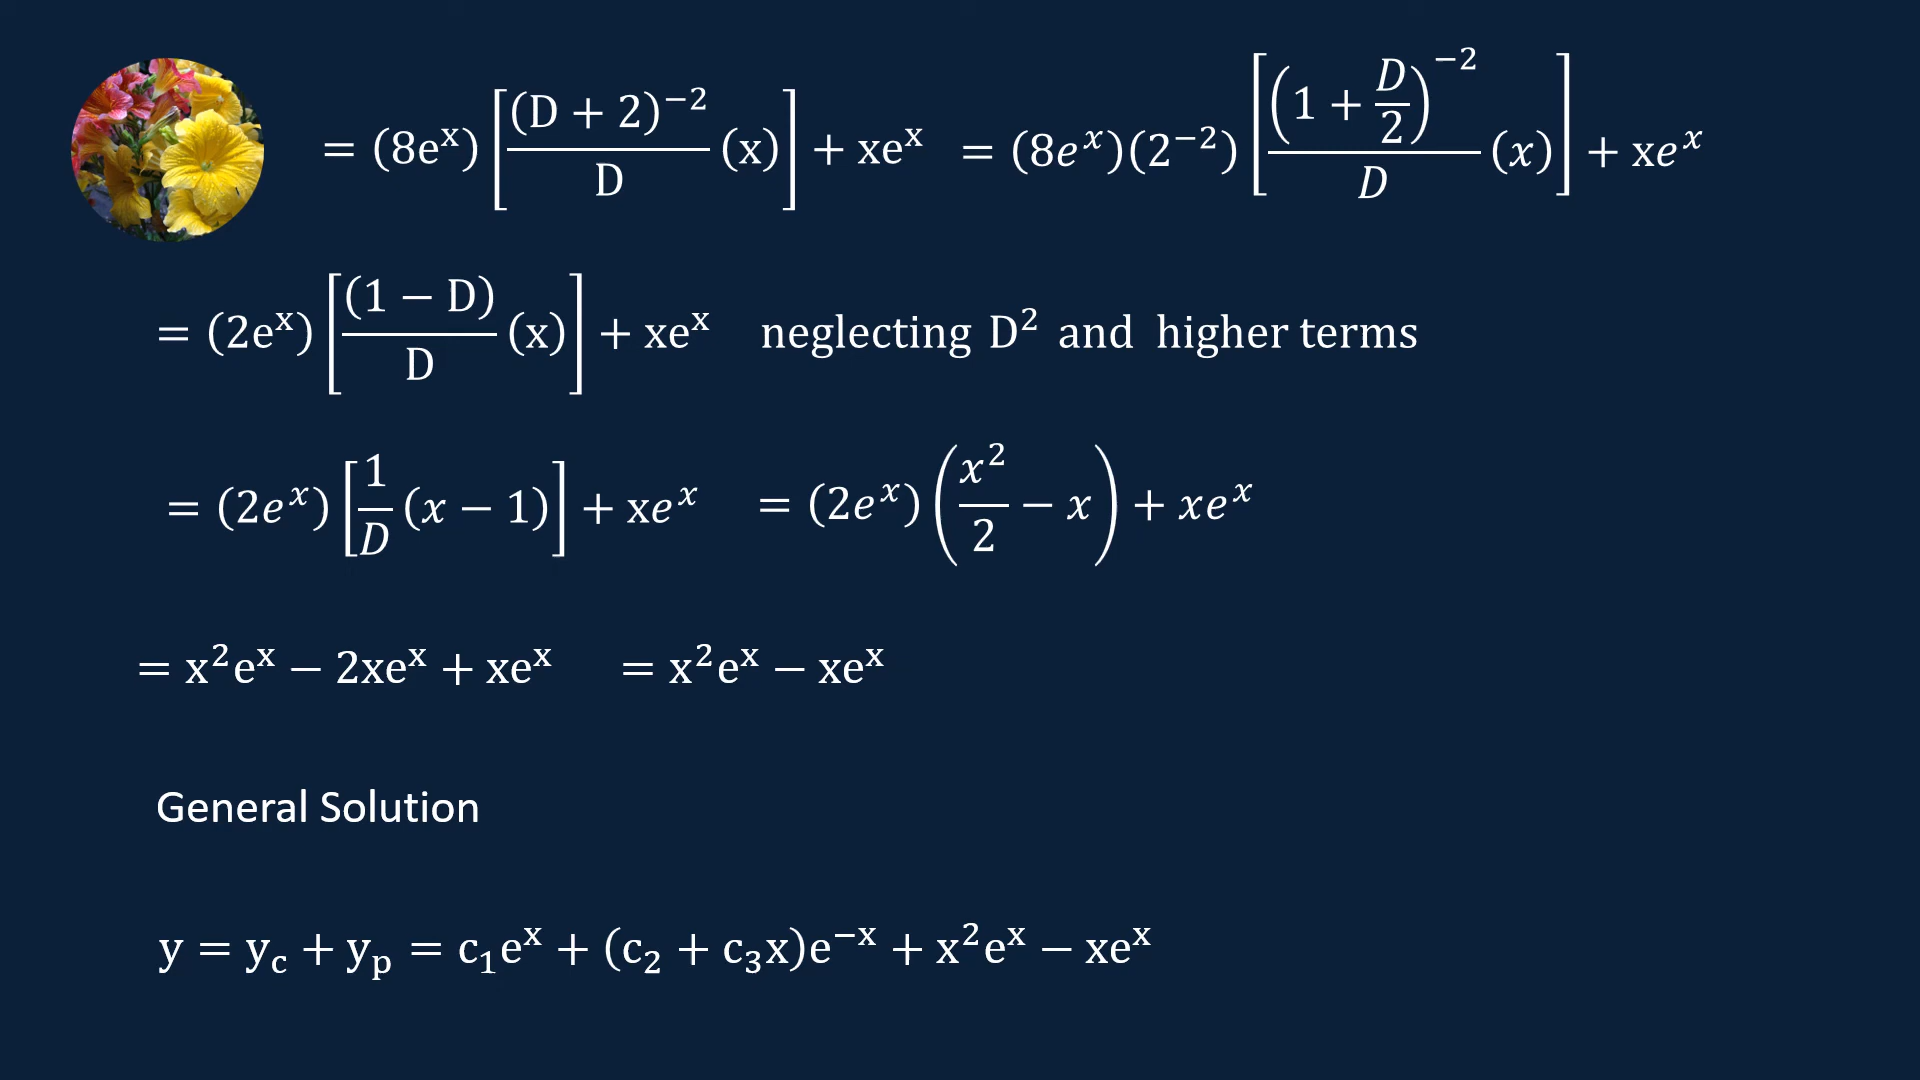 = (8eˣ) [(D + 2)⁻² / D (x)] + xeˣ = (8𝑒ˣ)(2⁻²) [(1 + 𝐷/2)⁻² / 𝐷 (𝑥)] + x𝑒ˣ
= (2eˣ) [(1 − D) / D (x)] + xeˣ neglecting D² and higher terms
= (2𝑒ˣ) [1/𝐷 (𝑥 − 1)] + x𝑒ˣ = (2𝑒ˣ) (𝑥²/2 − 𝑥) + 𝑥𝑒ˣ
= x²eˣ − 2xeˣ + xeˣ = x²eˣ − xeˣ
General Solution
y = y_c + y_p = c₁eˣ + (c₂ + c₃x)e⁻ˣ + x²eˣ − xeˣ